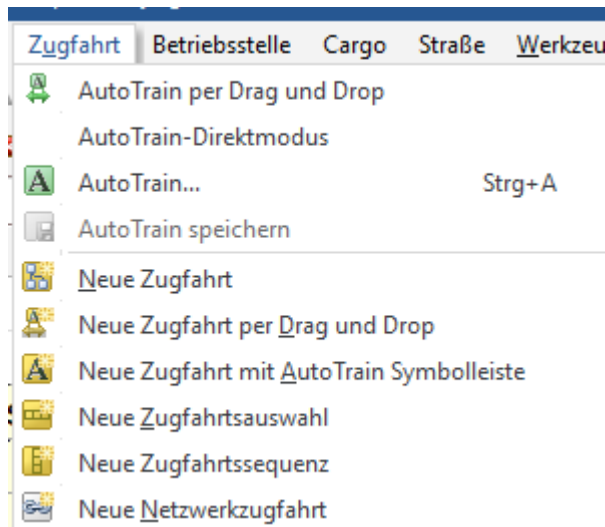 Zugfahrt Betriebsstelle Cargo Straße Werkzeu
AutoTrain per Drag und Drop
AutoTrain-Direktmodus
AutoTrain... Strg+A
AutoTrain speichern
Neue Zugfahrt
Neue Zugfahrt per Drag und Drop
Neue Zugfahrt mit AutoTrain Symbolleiste
Neue Zugfahrtsauswahl
Neue Zugfahrtssequenz
Neue Netzwerkzugfahrt